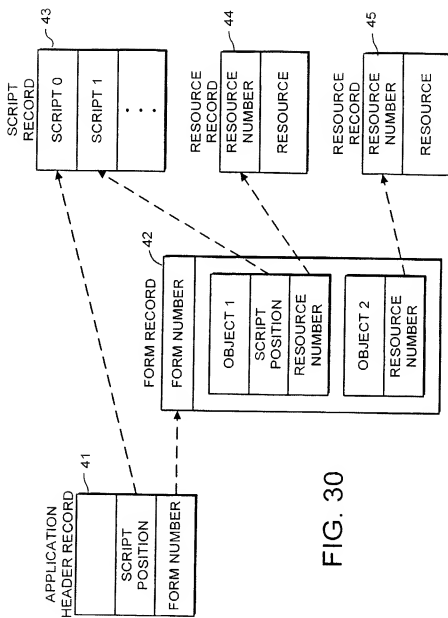 APPLICATION
HEADER RECORD
41
SCRIPT
POSITION
FORM NUMBER
FORM RECORD
42
FORM NUMBER
OBJECT 1
SCRIPT
POSITION
RESOURCE
NUMBER
OBJECT 2
RESOURCE
NUMBER
SCRIPT
RECORD
43
SCRIPT 0
SCRIPT 1
. . .
RESOURCE
RECORD
44
RESOURCE
NUMBER
RESOURCE
RESOURCE
RECORD
45
RESOURCE
NUMBER
RESOURCE
FIG. 30